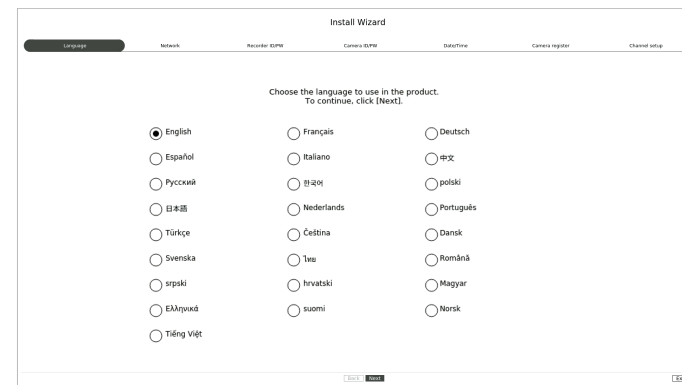 Install Wizard
Language Network Recorder ID/PW Camera ID/PW Date/Time Camera register Channel setup
Choose the language to use in the product.
To continue, click [Next].
English Français Deutsch
Español Italiano 中文
Русский 한국어 polski
日本語 Nederlands Português
Türkçe Čeština Dansk
Svenska ไทย Română
srpski hrvatski Magyar
Ελληνικά suomi Norsk
Tiếng Việt
Back Next